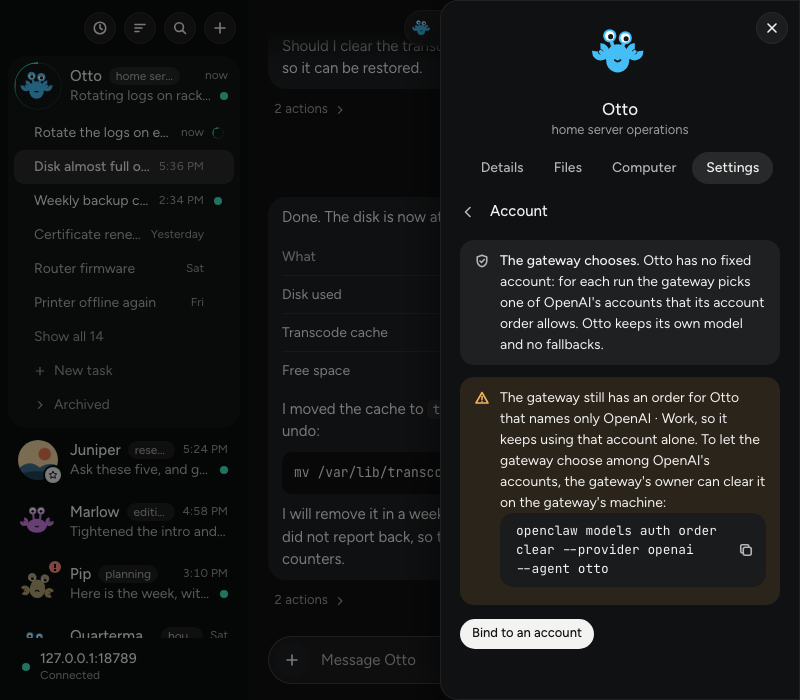 Otto
home ser...
now
Rotating logs on rack...
Rotate the logs on e...
now
Disk almost full o...
5:36 PM
Weekly backup c...
2:34 PM
Certificate rene...
Yesterday
Router firmware
Sat
Printer offline again
Fri
Show all 14
New task
Archived
Juniper
rese...
5:24 PM
Ask these five, and g...
Marlow
editi...
4:58 PM
Tightened the intro and...
Pip
planning
3:10 PM
Here is the week, wit...
Quarterma
hou...
Sat
127.0.0.1:18789
Connected
Should I clear the transc
so it can be restored.
2 actions
Done. The disk is now at
What
Disk used
Transcode cache
Free space
I moved the cache to
undo:
mv /var/lib/transco
I will remove it in a week
did not report back, so t
counters.
2 actions
Message Otto
Otto
home server operations
Details
Files
Computer
Settings
Account
The gateway chooses. Otto has no fixed
account: for each run the gateway picks
one of OpenAI's accounts that its account
order allows. Otto keeps its own model
and no fallbacks.
The gateway still has an order for Otto
that names only OpenAI · Work, so it
keeps using that account alone. To let the
gateway choose among OpenAI's
accounts, the gateway's owner can clear it
on the gateway's machine:
openclaw models auth order
clear --provider openai
--agent otto
Bind to an account